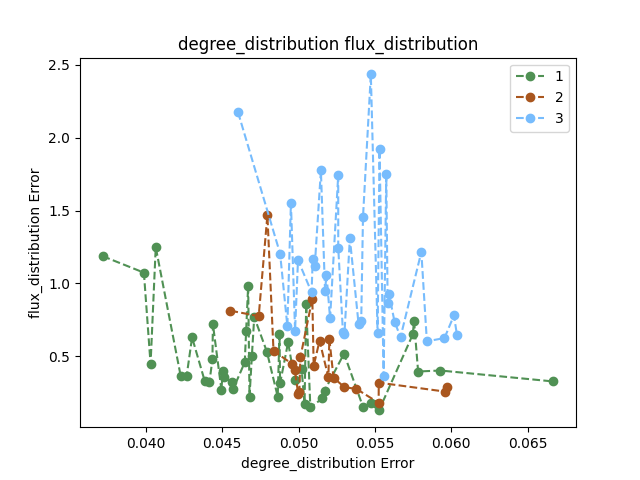 degree_distribution flux_distribution
2.5
2.0
1.5
1.0
0.5
flux_distribution Error
1
2
3
0.040 0.045 0.050 0.055 0.060 0.065
degree_distribution Error